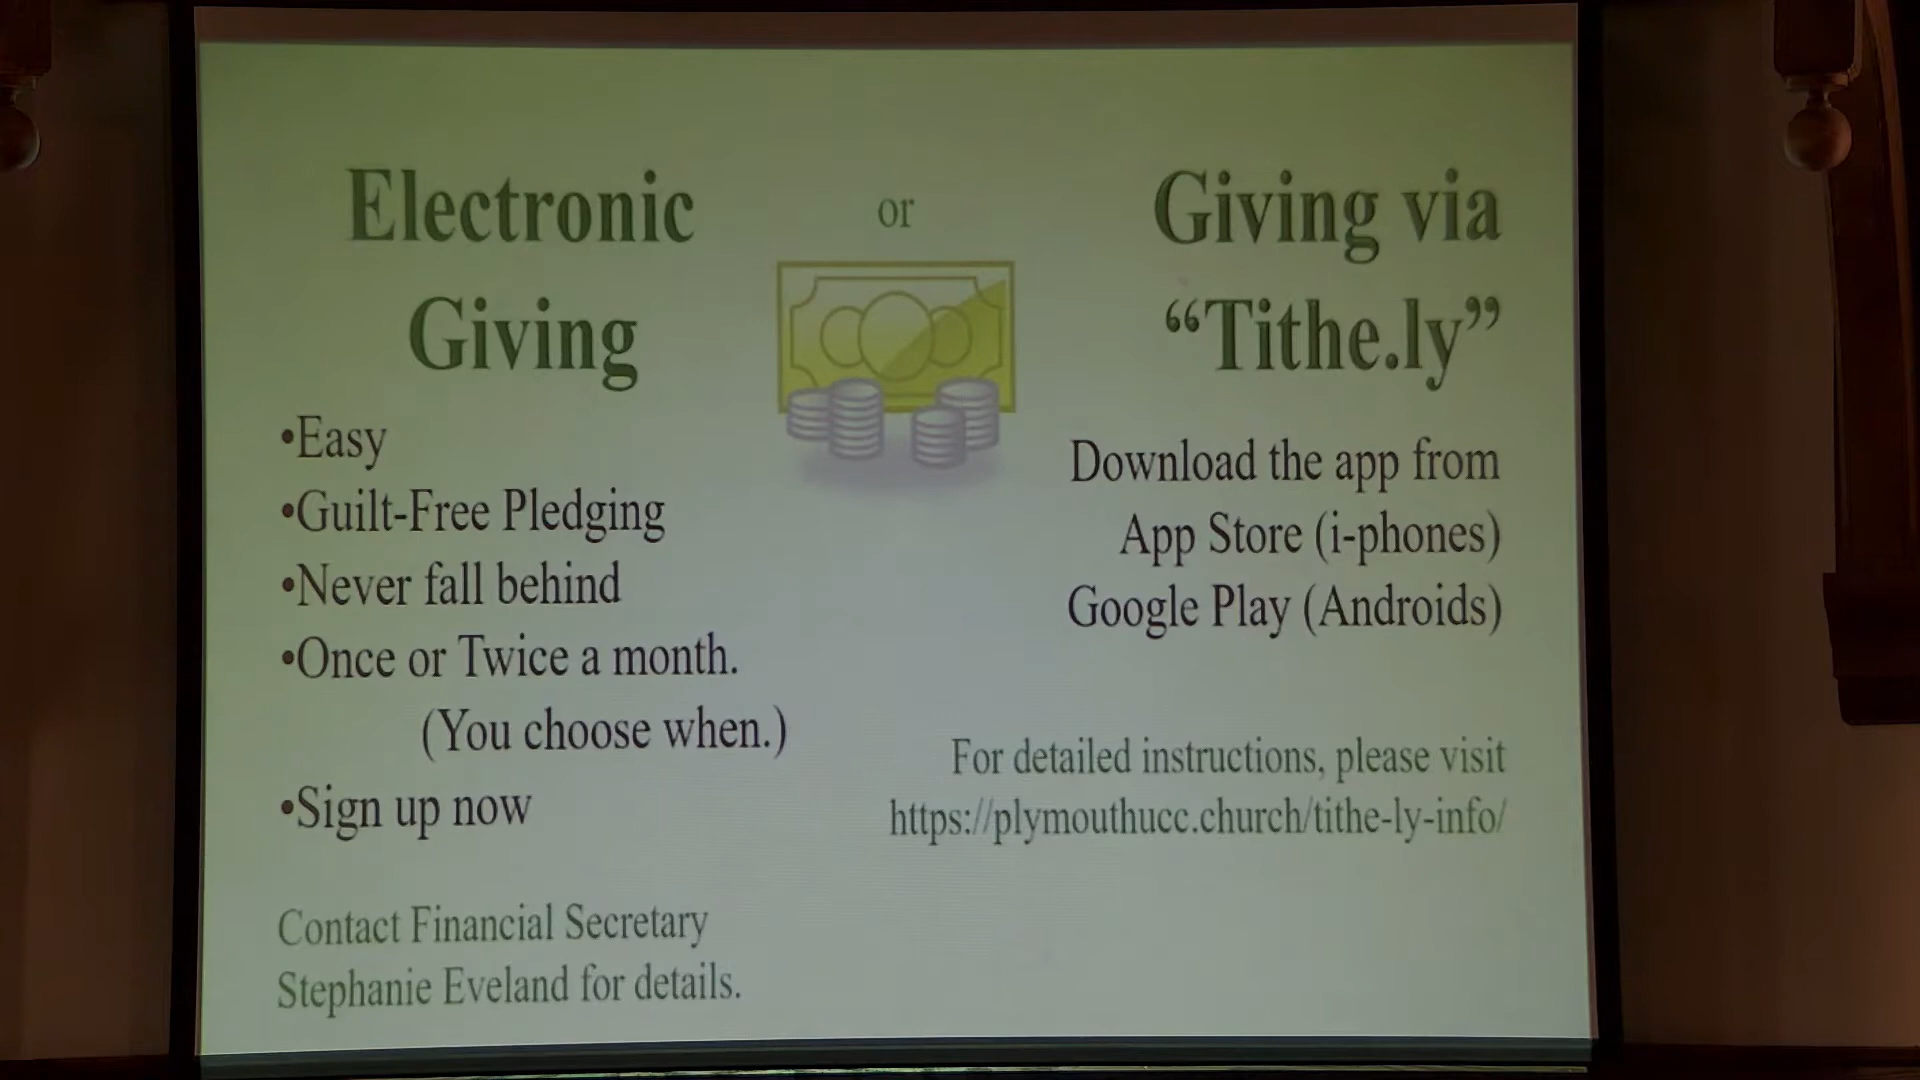 Electronic
Giving
•Easy
•Guilt-Free Pledging
•Never fall behind
•Once or Twice a month.
(You choose when.)
•Sign up now
Contact Financial Secretary
Stephanie Eveland for details.
or
Giving via
“Tithe.ly”
Download the app from
App Store (i-phones)
Google Play (Androids)
For detailed instructions, please visit
https://plymouthucc.church/tithe-ly-info/